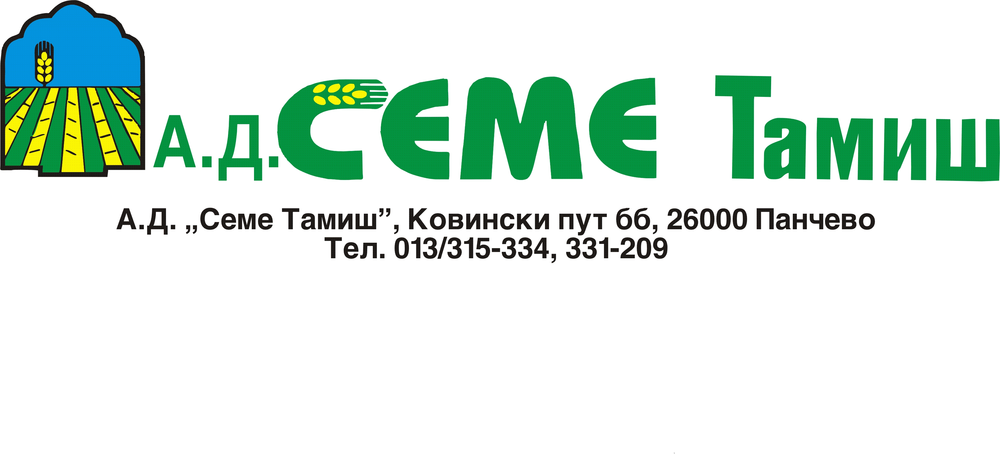 А.Д. СЕМЕ Тамиш
А.Д. „Семе Тамиш”, Ковински пут бб, 26000 Панчево
Тел. 013/315-334, 331-209